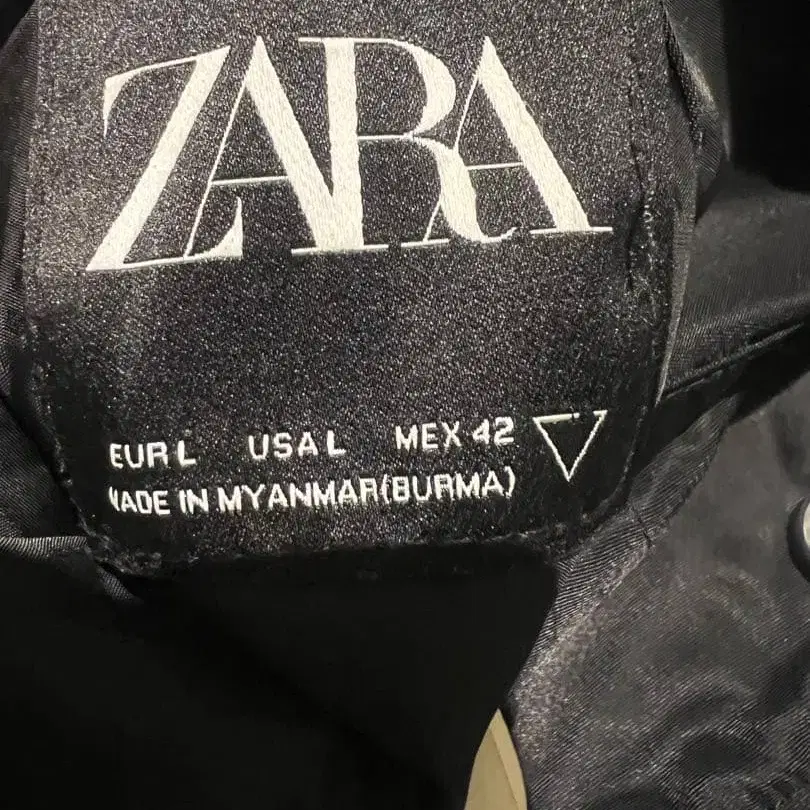 ZARA
EUR L USA L MEX 42
MADE IN MYANMAR(BURMA)